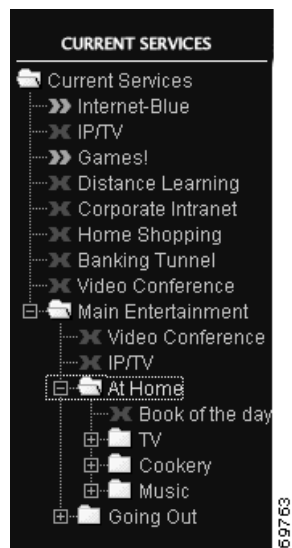 CURRENT SERVICES
Current Services
Internet-Blue
IP/TV
Games!
Distance Learning
Corporate Intranet
Home Shopping
Banking Tunnel
Video Conference
Main Entertainment
Video Conference
IP/TV
At Home
Book of the day
TV
Cookery
Music
Going Out
69763